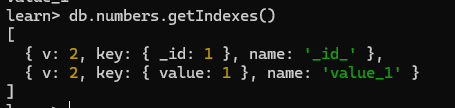 learn> db.numbers.getIndexes()
[
  { v: 2, key: { _id: 1 }, name: '_id_' },
  { v: 2, key: { value: 1 }, name: 'value_1' }
]